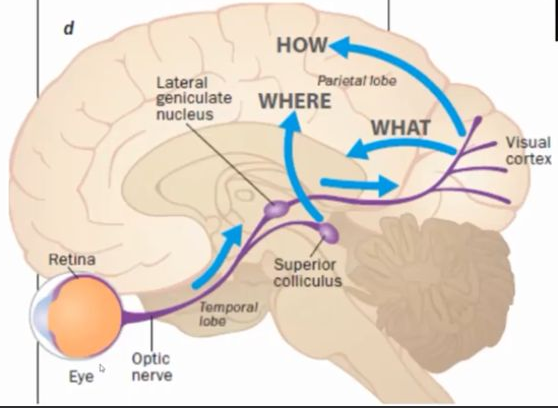 d
HOW
Parietal lobe
Lateral
geniculate
nucleus
WHERE
WHAT
Visual
cortex
Retina
Superior
colliculus
Temporal
lobe
Optic
nerve
Eye